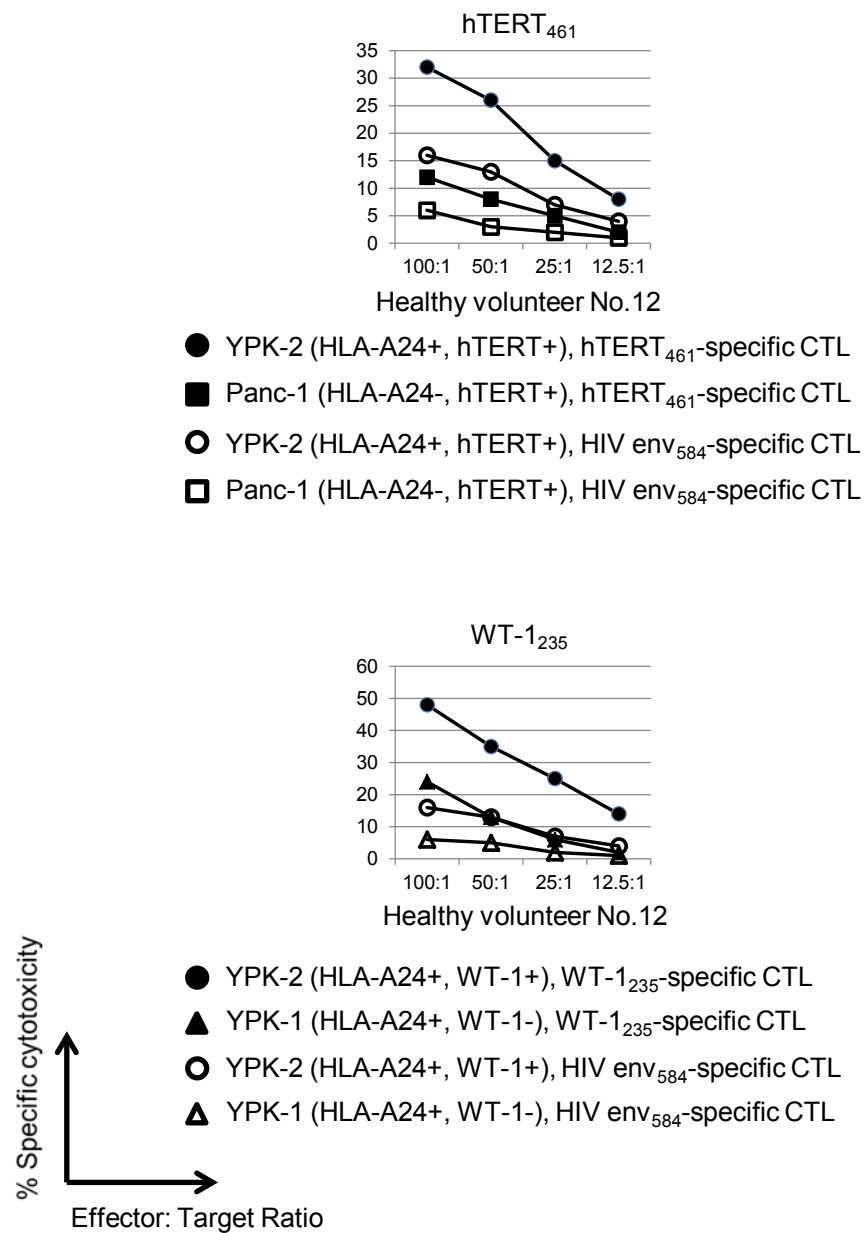 hTERT461
35
30
25
20
15
10
5
0
100:1 50:1 25:1 12.5:1
Healthy volunteer No.12
YPK-2 (HLA-A24+, hTERT+), hTERT461-specific CTL
Panc-1 (HLA-A24-, hTERT+), hTERT461-specific CTL
YPK-2 (HLA-A24+, hTERT+), HIV env584-specific CTL
Panc-1 (HLA-A24-, hTERT+), HIV env584-specific CTL
WT-1235
60
50
40
30
20
10
0
100:1 50:1 25:1 12.5:1
Healthy volunteer No.12
YPK-2 (HLA-A24+, WT-1+), WT-1235-specific CTL
YPK-1 (HLA-A24+, WT-1-), WT-1235-specific CTL
YPK-2 (HLA-A24+, WT-1+), HIV env584-specific CTL
YPK-1 (HLA-A24+, WT-1-), HIV env584-specific CTL
% Specific cytotoxicity
Effector: Target Ratio